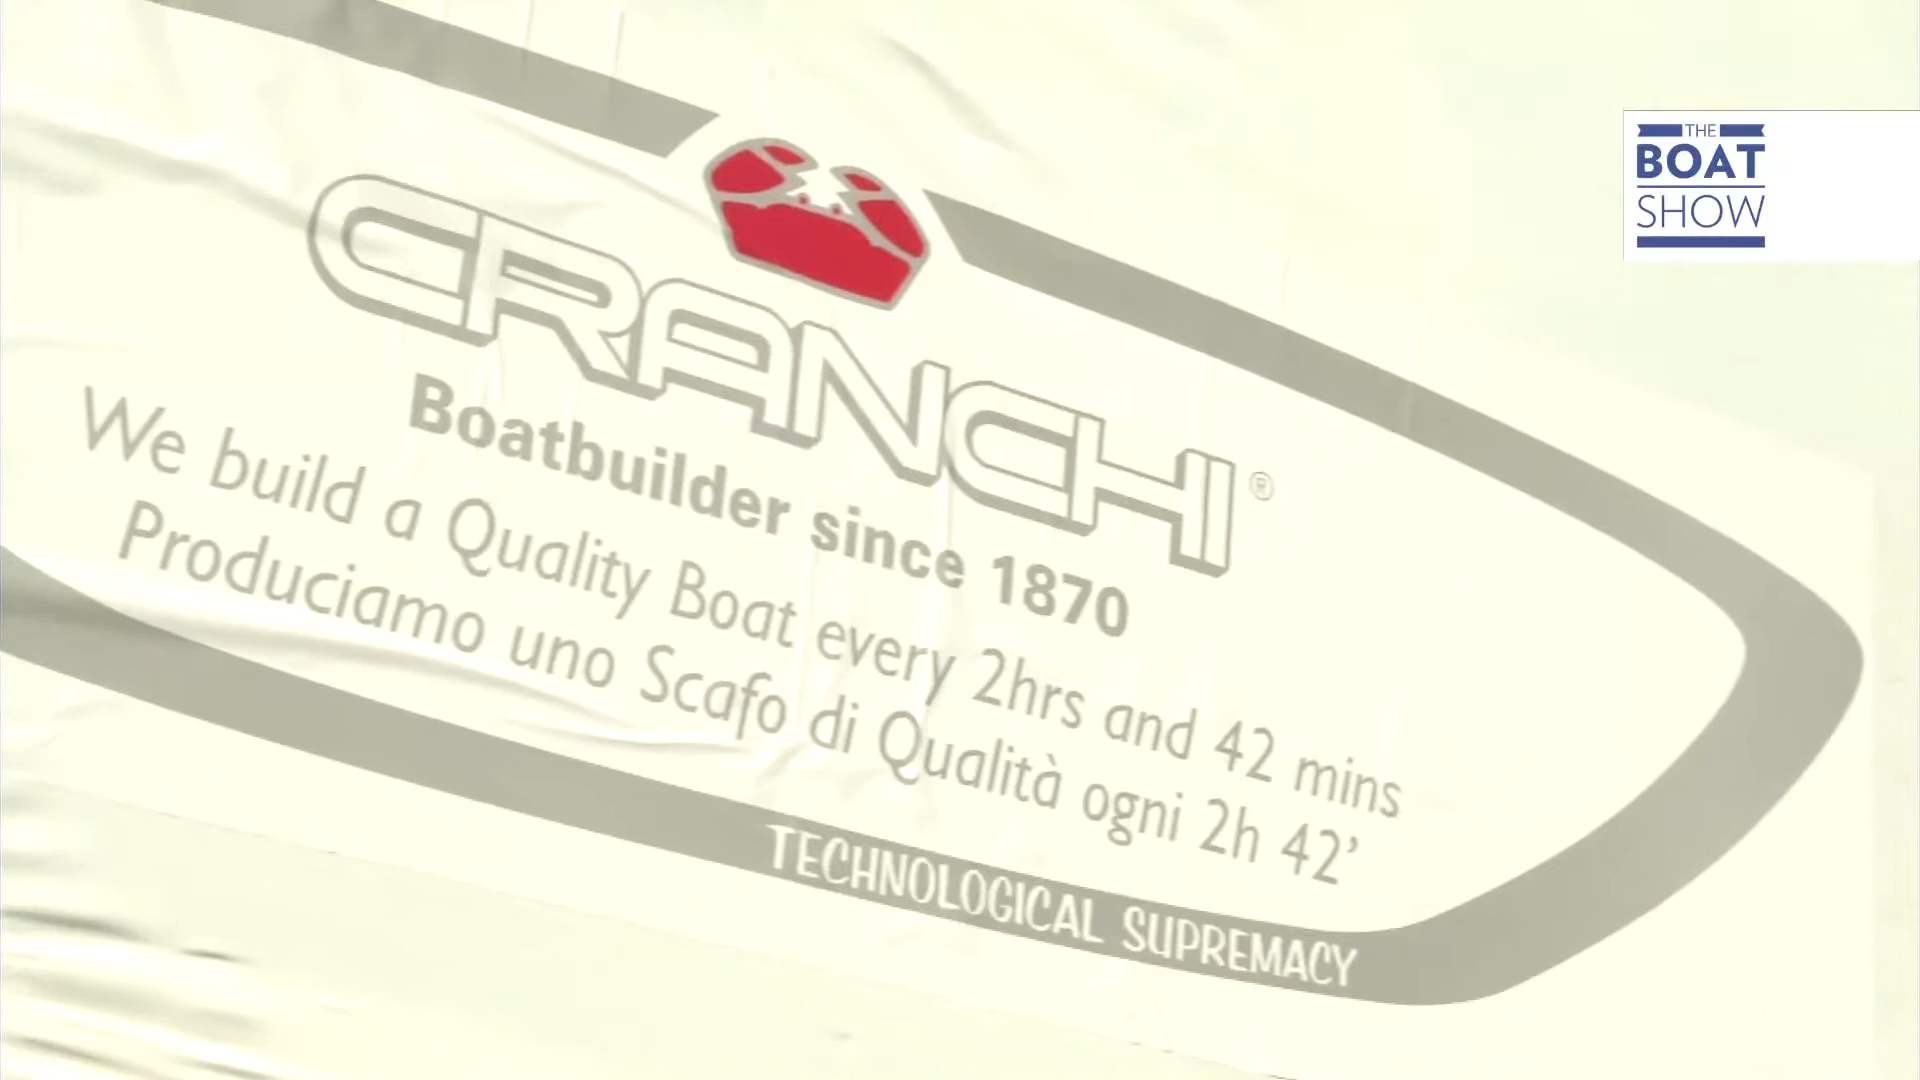 THE
BOAT
SHOW
CRANCHI®
Boatbuilder since 1870
We build a Quality Boat every 2hrs and 42 mins
Produciamo uno Scafo di Qualità ogni 2h 42’
TECHNOLOGICAL SUPREMACY